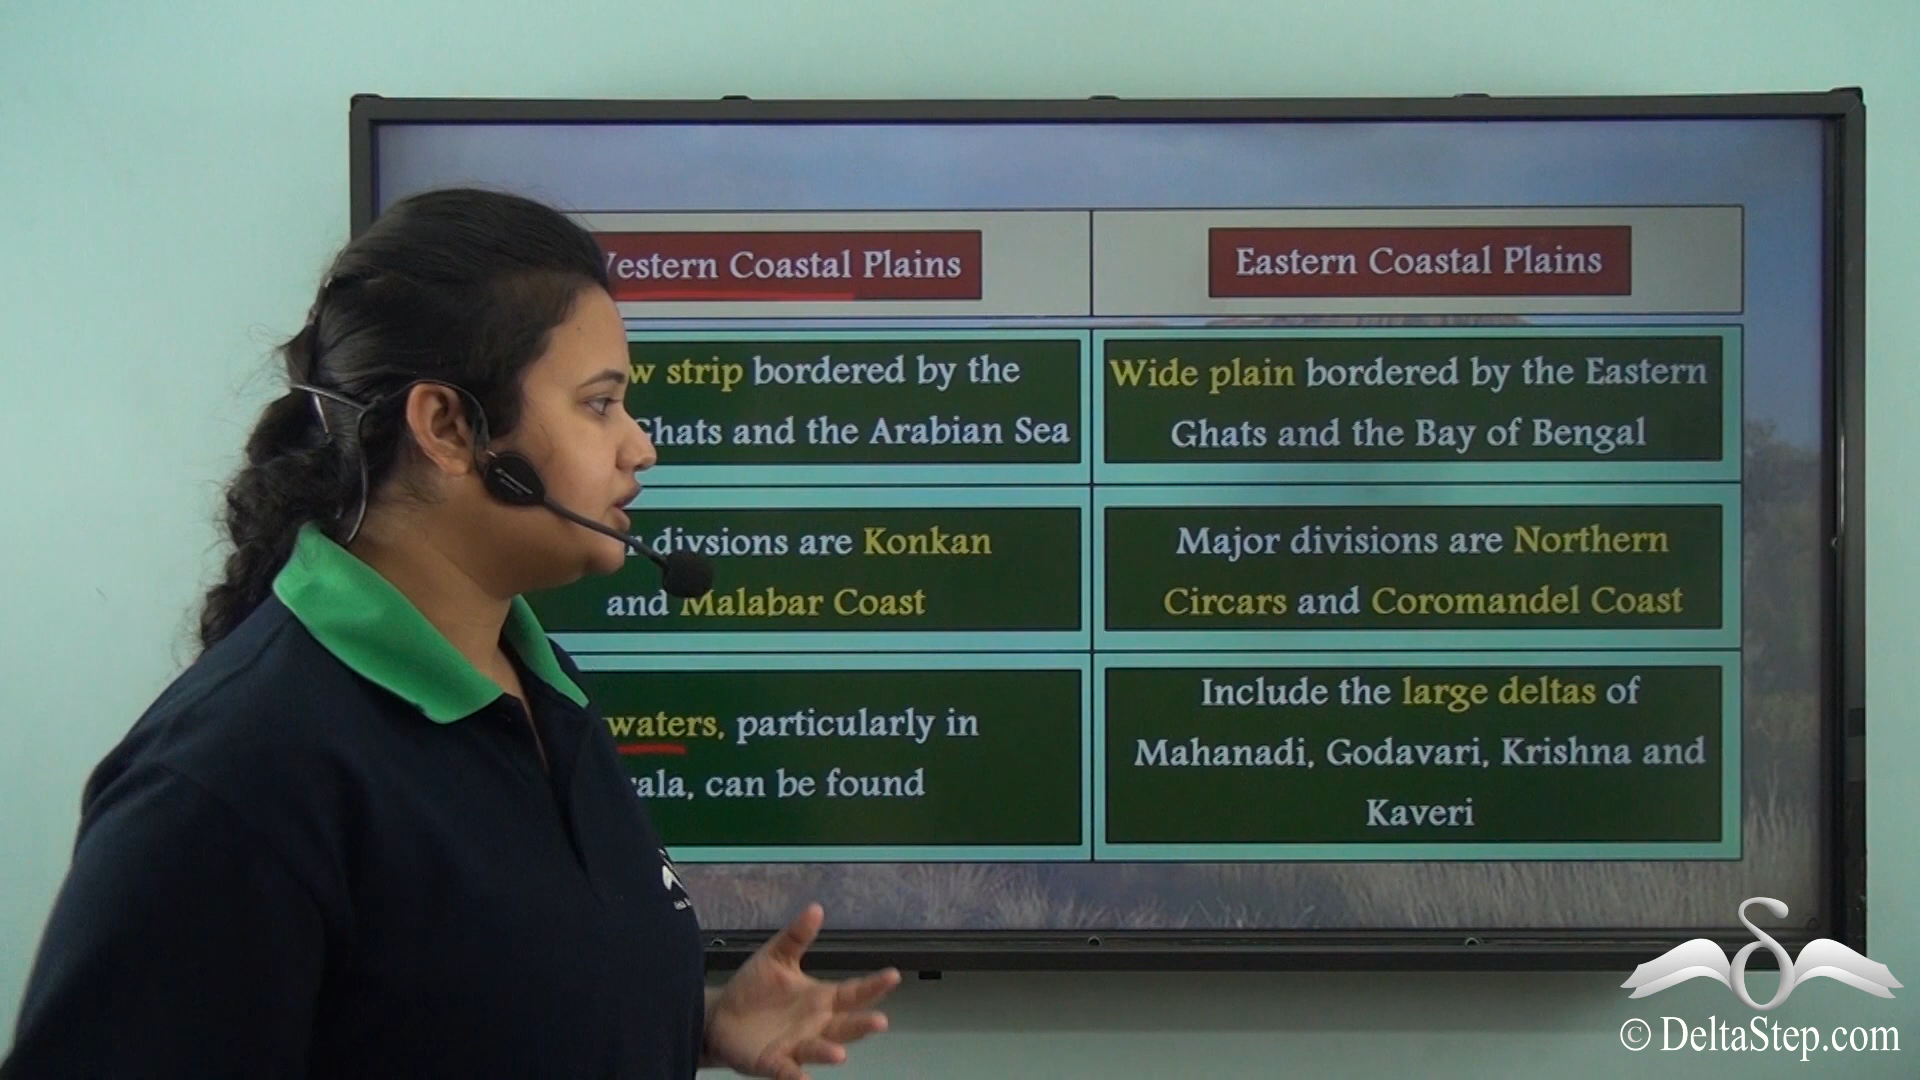 Western Coastal Plains
Eastern Coastal Plains
strip bordered by the
Ghats and the Arabian Sea
Wide plain bordered by the Eastern
Ghats and the Bay of Bengal
divsions are Konkan
and Malabar Coast
Major divisions are Northern
Circars and Coromandel Coast
waters, particularly in
can be found
Include the large deltas of
Mahanadi, Godavari, Krishna and
Kaveri
© DeltaStep.com